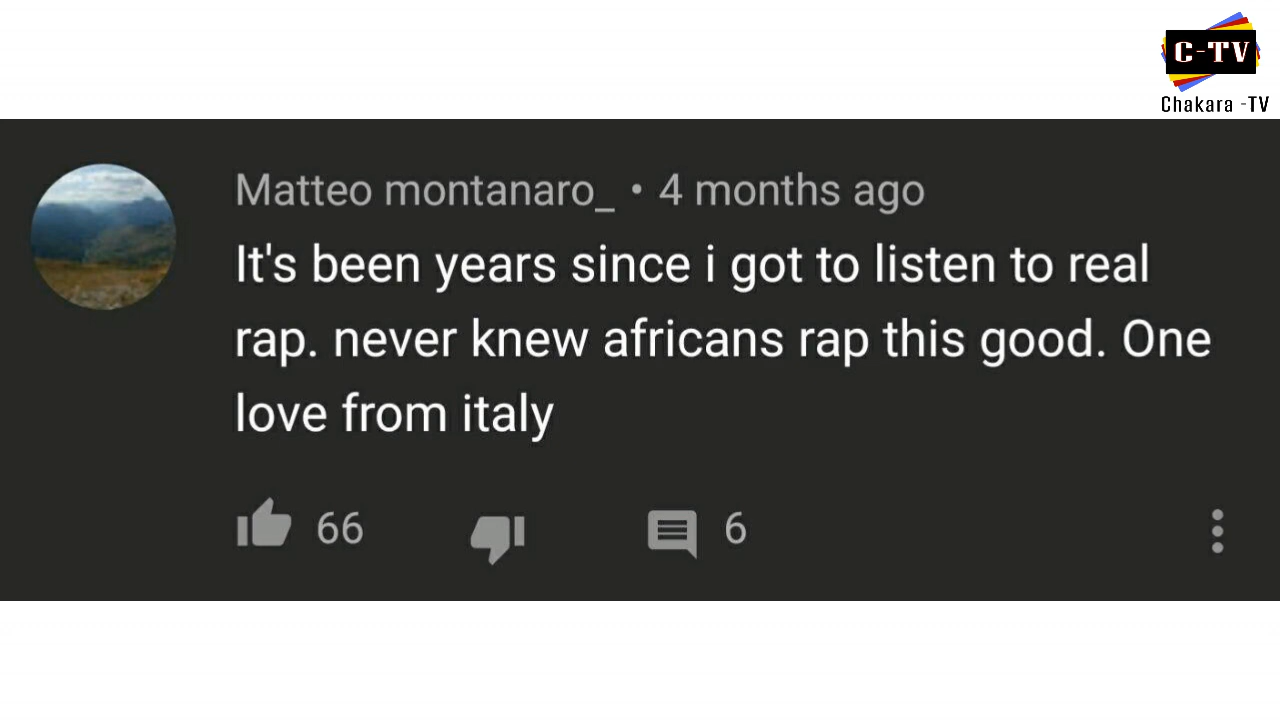 C-TV
Chakara -TV
Matteo montanaro_ • 4 months ago
It's been years since i got to listen to real
rap. never knew africans rap this good. One
love from italy
66
6